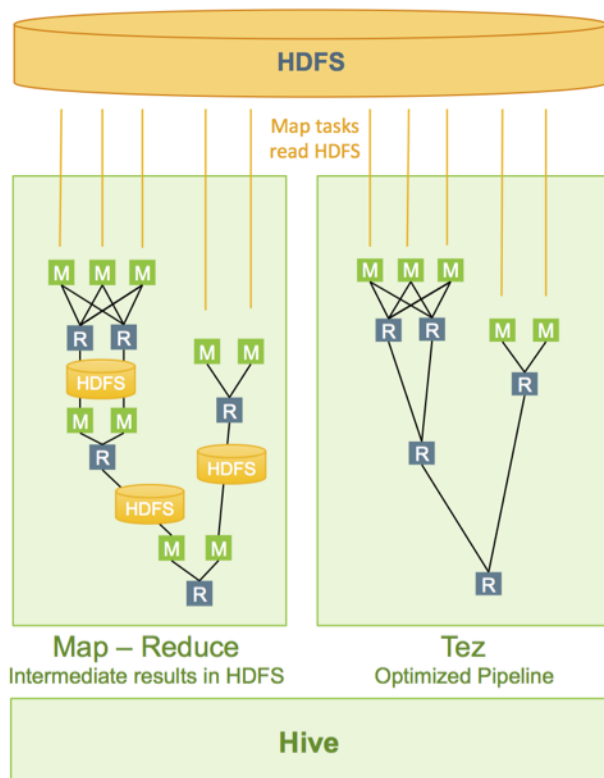 HDFS
Map tasks
read HDFS
M M M
M M M
R R
R R
M M
M M
HDFS
R
M M
R
R
R
HDFS
HDFS
M M
R
R
Map – Reduce
Intermediate results in HDFS
Tez
Optimized Pipeline
Hive